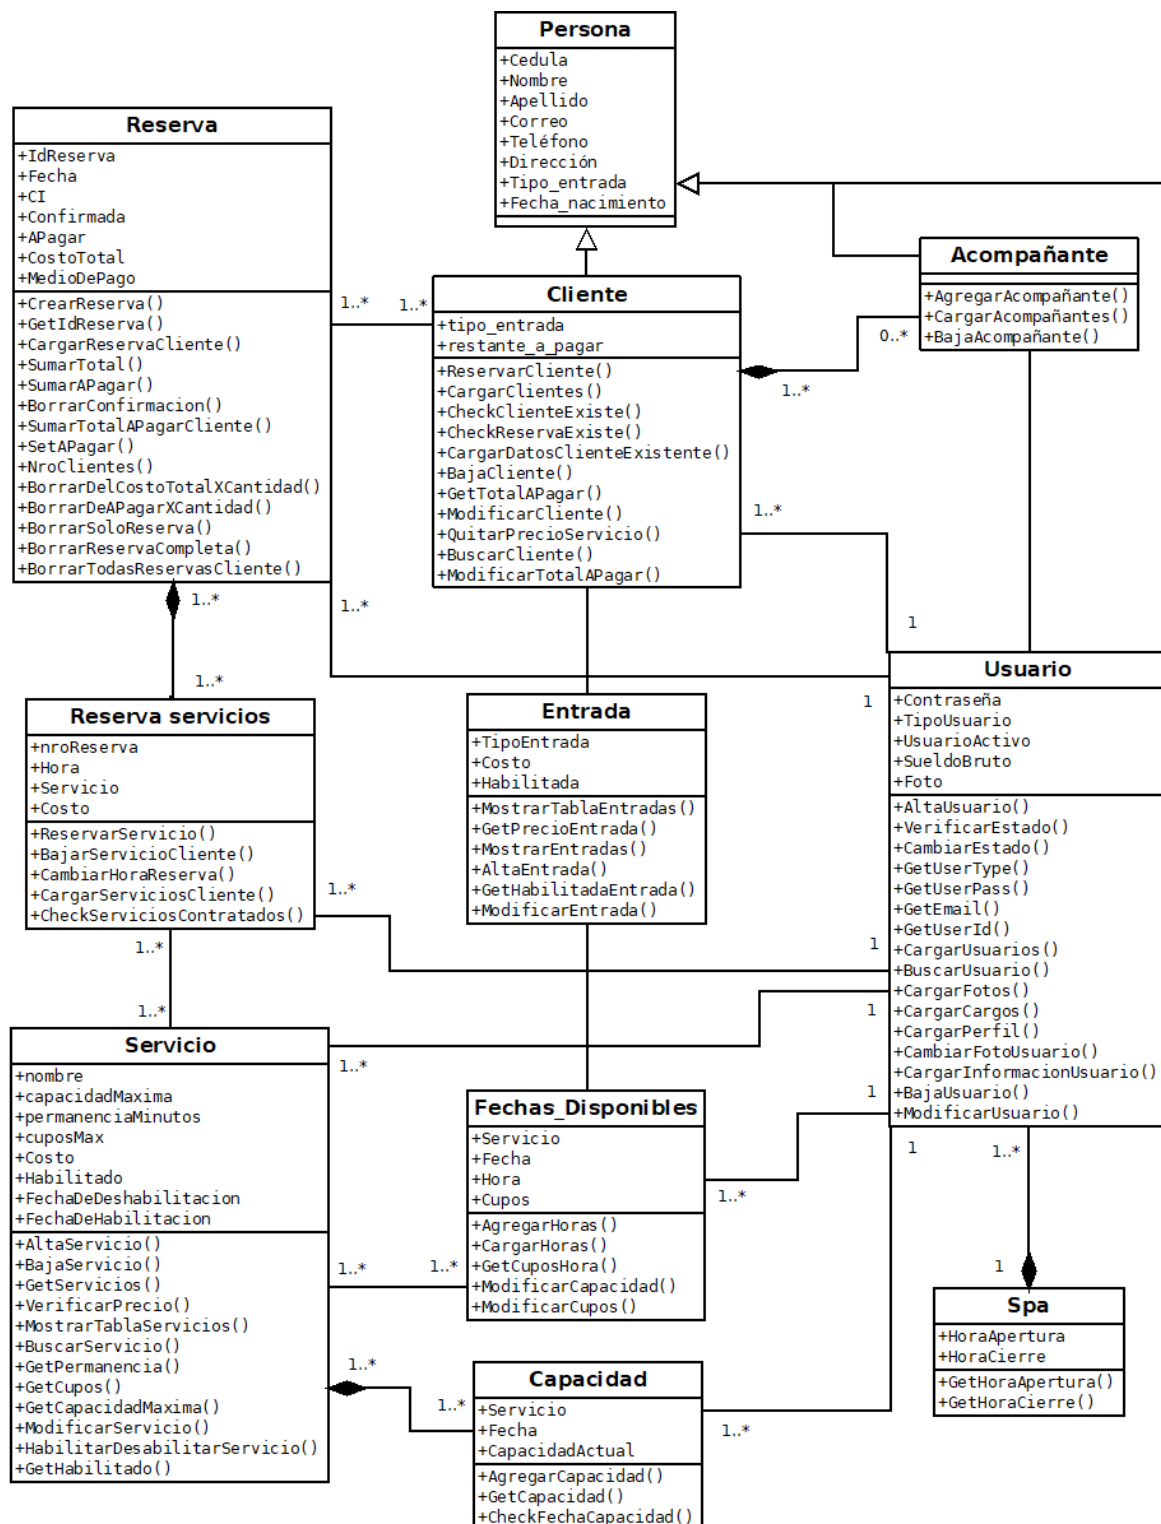 Persona
+Cedula
+Nombre
+Apellido
+Correo
+Teléfono
+Dirección
+Tipo_entrada
+Fecha_nacimiento
Reserva
+IdReserva
+Fecha
+CI
+Confirmada
+APagar
+CostoTotal
+MedioDePago
+CrearReserva()
+GetIdReserva()
+CargarReservaCliente()
+SumarTotal()
+SumarAPagar()
+BorrarConfirmacion()
+SumarTotalAPagarCliente()
+SetAPagar()
+NroClientes()
+BorrarDelCostoTotalXCantidad()
+BorrarDeAPagarXCantidad()
+BorrarSoloReserva()
+BorrarReservaCompleta()
+BorrarTodasReservasCliente()
1..*
1..*
Cliente
+tipo_entrada
+restante_a_pagar
+ReservarCliente()
+CargarClientes()
+CheckClienteExiste()
+CheckReservaExiste()
+CargarDatosClienteExistente()
+BajaCliente()
+GetTotalAPagar()
+ModificarCliente()
+QuitarPrecioServicio()
+BuscarCliente()
+ModificarTotalAPagar()
Acompañante
+AgregarAcompañante()
+CargarAcompañantes()
+BajaAcompañante()
0..*
1..*
1..*
1
1..*
1..*
1
1..*
Reserva servicios
+nroReserva
+Hora
+Servicio
+Costo
+ReservarServicio()
+BajarServicioCliente()
+CambiarHoraReserva()
+CargarServiciosCliente()
+CheckServiciosContratados()
Entrada
+TipoEntrada
+Costo
+Habilitada
+MostrarTablaEntradas()
+GetPrecioEntrada()
+MostrarEntradas()
+AltaEntrada()
+GetHabilitadaEntrada()
+ModificarEntrada()
Usuario
+Contraseña
+TipoUsuario
+UsuarioActivo
+SueldoBruto
+Foto
+AltaUsuario()
+VerificarEstado()
+CambiarEstado()
+GetUserType()
+GetUserPass()
+GetEmail()
+GetUserId()
+CargarUsuarios()
+BuscarUsuario()
+CargarFotos()
+CargarCargos()
+CargarPerfil()
+CambiarFotoUsuario()
+CargarInformacionUsuario()
+BajaUsuario()
+ModificarUsuario()
1..*
1
1..*
1..*
1
1..*
1
1..*
1
1..*
Servicio
+nombre
+capacidadMaxima
+permanenciaMinutos
+cuposMax
+Costo
+Habilitado
+FechaDeDeshabilitacion
+FechaDeHabilitacion
+AltaServicio()
+BajaServicio()
+GetServicios()
+VerificarPrecio()
+MostrarTablaServicios()
+BuscarServicio()
+GetPermanencia()
+GetCupos()
+GetCapacidadMaxima()
+ModificarServicio()
+HabilitarDesabilitarServicio()
+GetHabilitado()
Fechas_Disponibles
+Servicio
+Fecha
+Hora
+Cupos
+AgregarHoras()
+CargarHoras()
+GetCuposHora()
+ModificarCapacidad()
+ModificarCupos()
1..*
1..*
1
Spa
+HoraApertura
+HoraCierre
+GetHoraApertura()
+GetHoraCierre()
1..*
1..*
1..*
Capacidad
+Servicio
+Fecha
+CapacidadActual
+AgregarCapacidad()
+GetCapacidad()
+CheckFechaCapacidad()